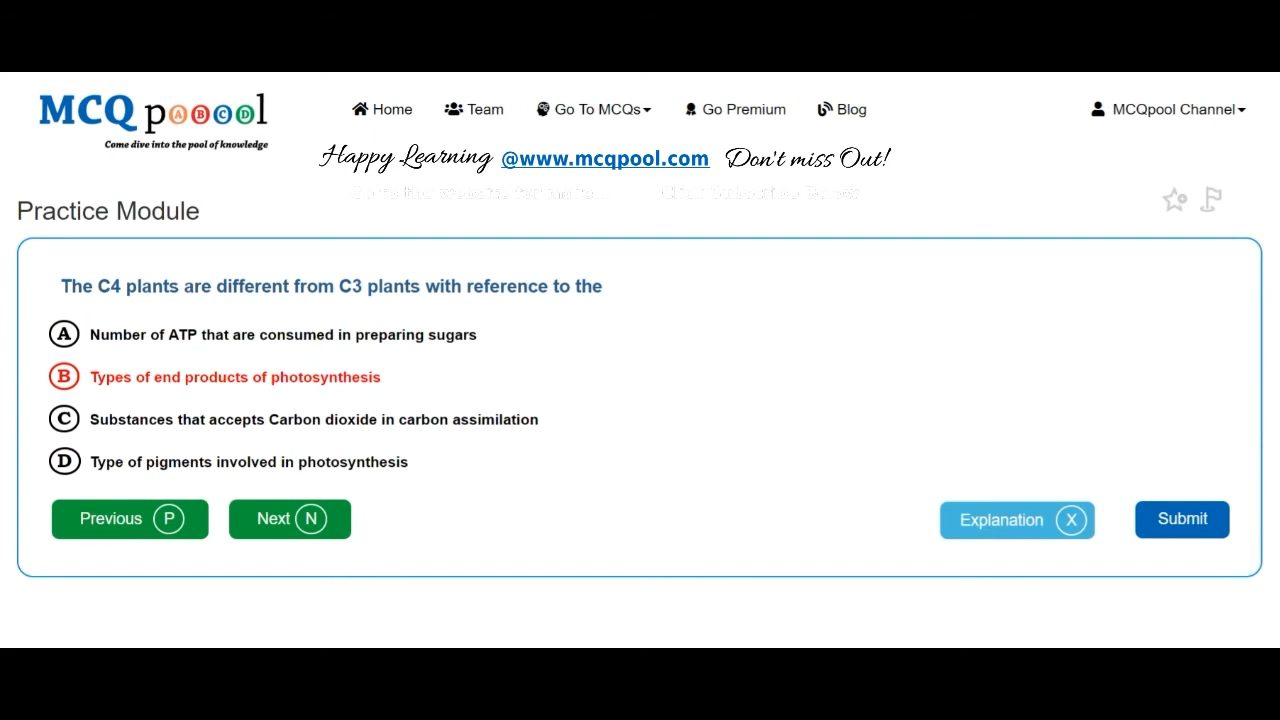 MCQ pABCDl
Come dive into the pool of knowledge
Home Team Go To MCQs Go Premium Blog MCQpool Channel
Happy Learning @www.mcqpool.com Don't miss Out!
Practice Module
The C4 plants are different from C3 plants with reference to the
A Number of ATP that are consumed in preparing sugars
B Types of end products of photosynthesis
C Substances that accepts Carbon dioxide in carbon assimilation
D Type of pigments involved in photosynthesis
Previous P Next N Explanation X Submit